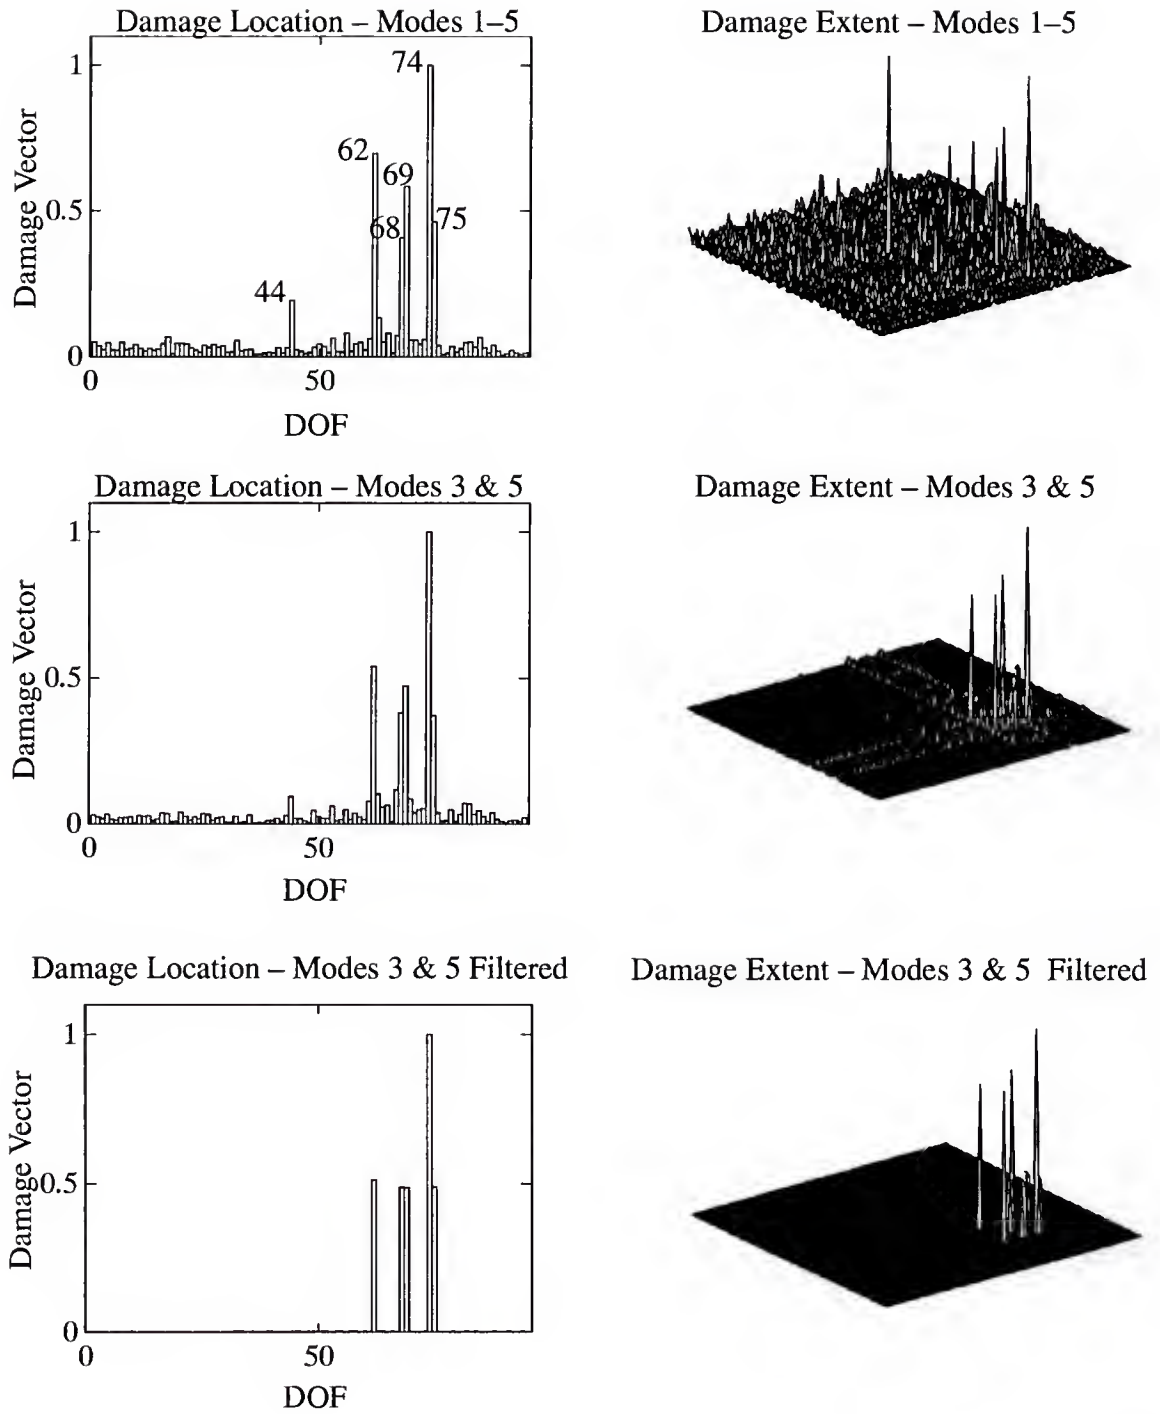 Damage Location – Modes 1–5
Damage Extent – Modes 1–5
Damage Vector
1
0.5
0
74
62
69
68
75
44
0
50
DOF
Damage Location – Modes 3 & 5
Damage Extent – Modes 3 & 5
Damage Vector
1
0.5
0
0
50
DOF
Damage Location – Modes 3 & 5 Filtered
Damage Extent – Modes 3 & 5 Filtered
Damage Vector
1
0.5
0
0
50
DOF